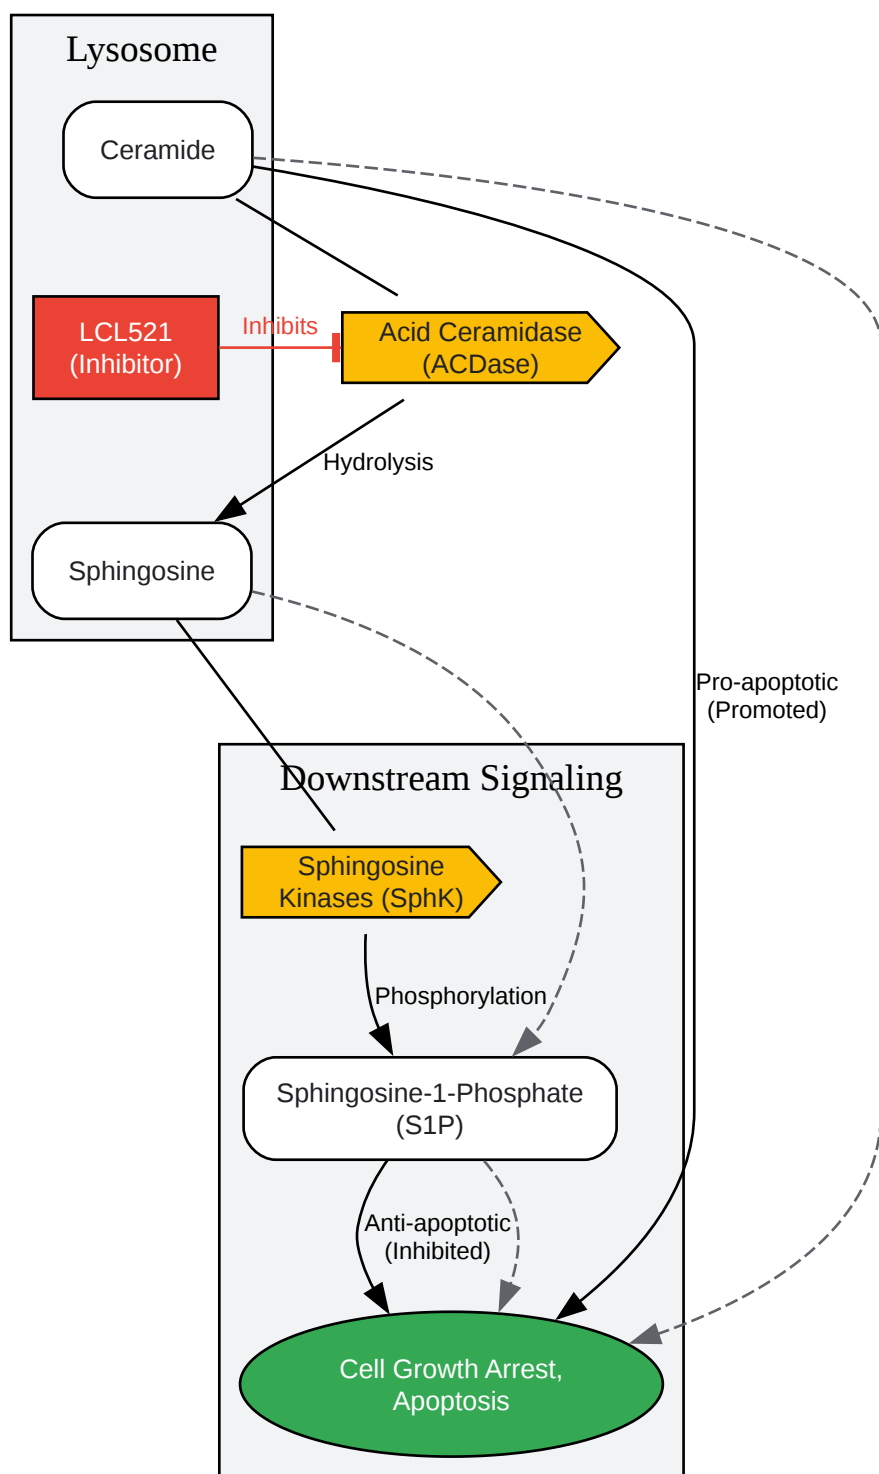 Lysosome
Ceramide
LCL521
(Inhibitor)
Inhibits
Acid Ceramidase
(ACDase)
Hydrolysis
Sphingosine
Pro-apoptotic
(Promoted)
Downstream Signaling
Sphingosine
Kinases (SphK)
Phosphorylation
Sphingosine-1-Phosphate
(S1P)
Anti-apoptotic
(Inhibited)
Cell Growth Arrest,
Apoptosis